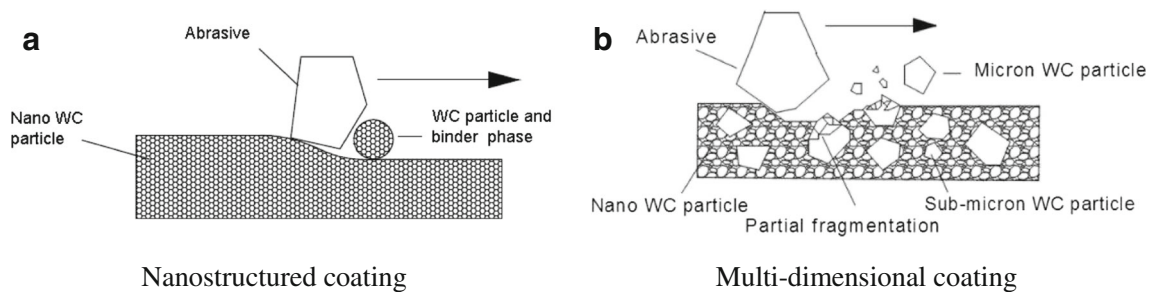 a
Abrasive
Nano WC
particle
WC particle and
binder phase
Nanostructured coating
b
Abrasive
Micron WC particle
Nano WC particle
Sub-micron WC particle
Partial fragmentation
Multi-dimensional coating